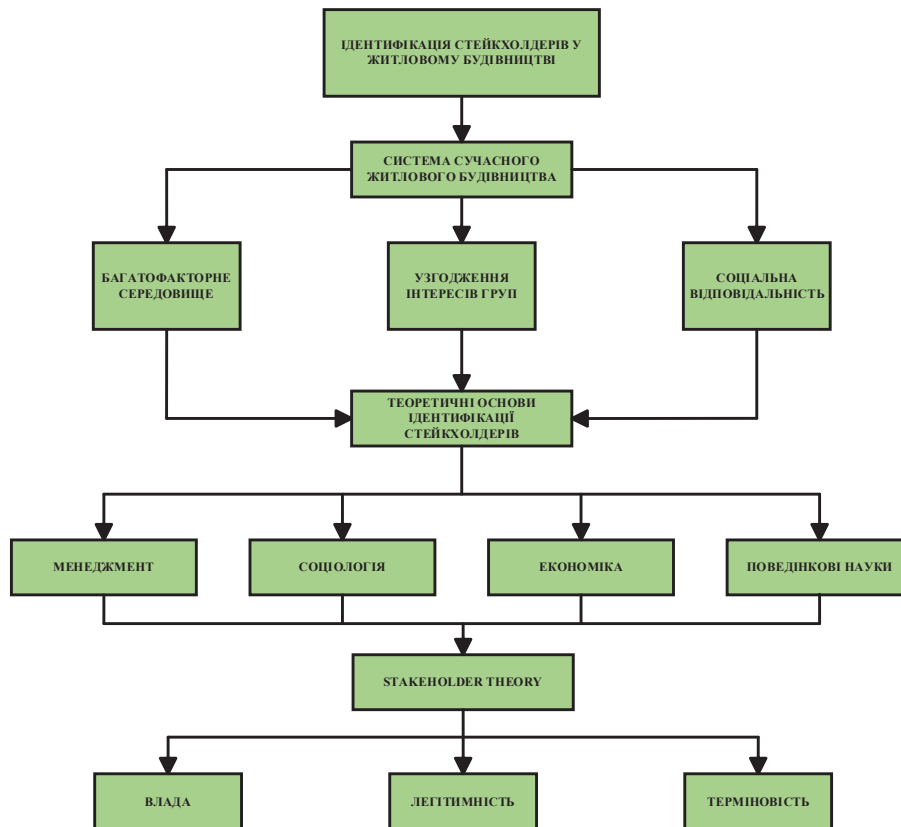 ІДЕНТИФІКАЦІЯ СТЕЙКХОЛДЕРІВ У
ЖИТЛОВОМУ БУДІВНИЦТВІ
СИСТЕМА СУЧАСНОГО
ЖИТЛОВОГО БУДІВНИЦТВА
БАГАТОФАКТОРНЕ
СЕРЕДОВИЩЕ
УЗГОДЖЕННЯ
ІНТЕРЕСІВ ГРУП
СОЦІАЛЬНА
ВІДПОВІДАЛЬНІСТЬ
ТЕОРЕТИЧНІ ОСНОВИ
ІДЕНТИФІКАЦІЇ
СТЕЙКХОЛДЕРІВ
МЕНЕДЖМЕНТ
СОЦІОЛОГІЯ
ЕКОНОМІКА
ПОВЕДІНКОВІ НАУКИ
STAKEHOLDER THEORY
ВЛАДА
ЛЕГІТИМНІСТЬ
ТЕРМІНОВІСТЬ